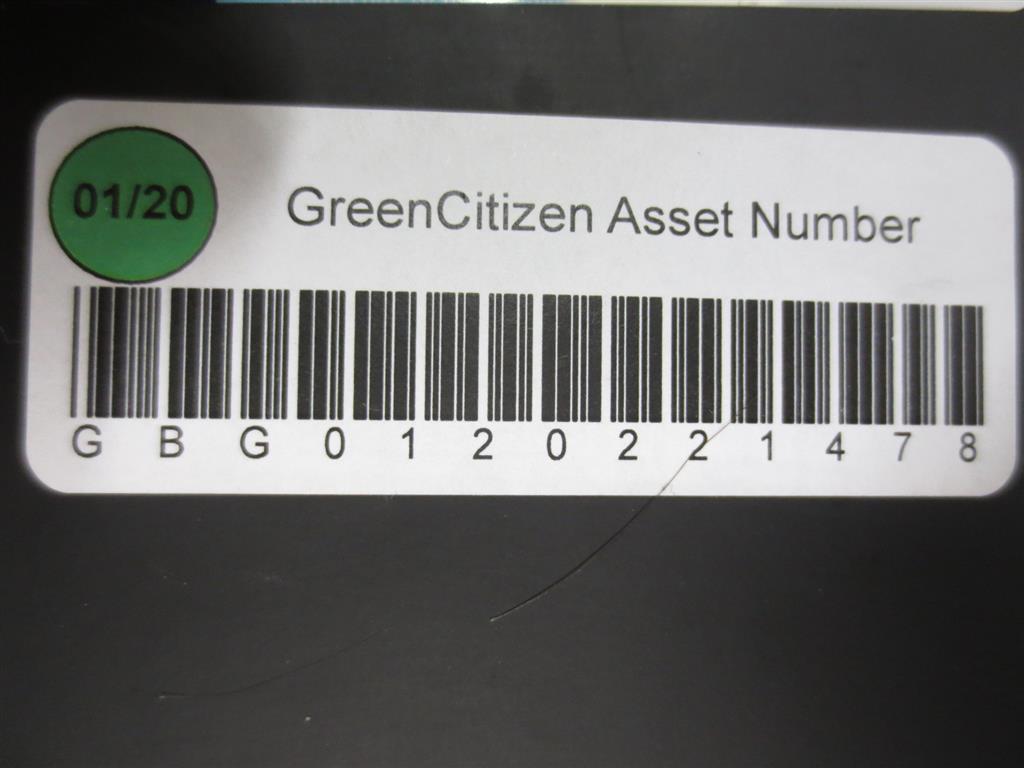 01/20
GreenCitizen Asset Number
G B G 0 1 2 0 2 2 1 4 7 8